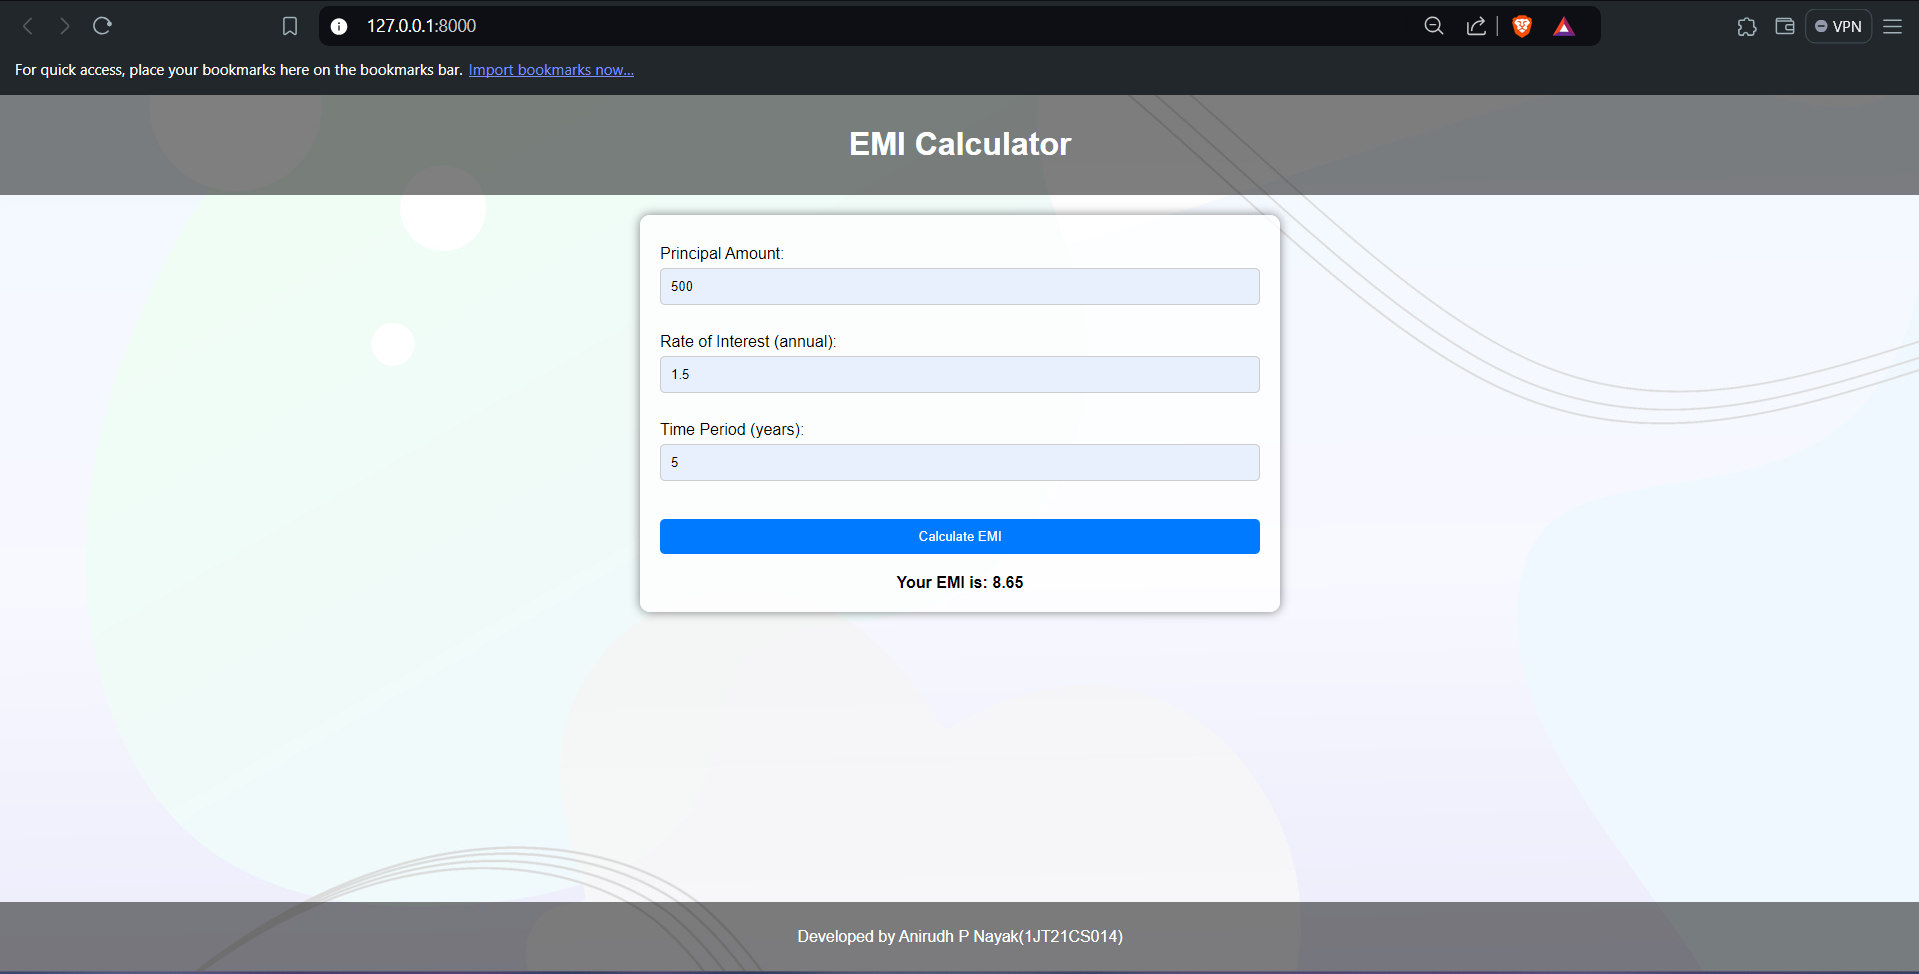 127.0.0.1:8000
VPN
For quick access, place your bookmarks here on the bookmarks bar. Import bookmarks now...
EMI Calculator
Principal Amount:
500
Rate of Interest (annual):
1.5
Time Period (years):
5
Calculate EMI
Your EMI is: 8.65
Developed by Anirudh P Nayak(1JT21CS014)